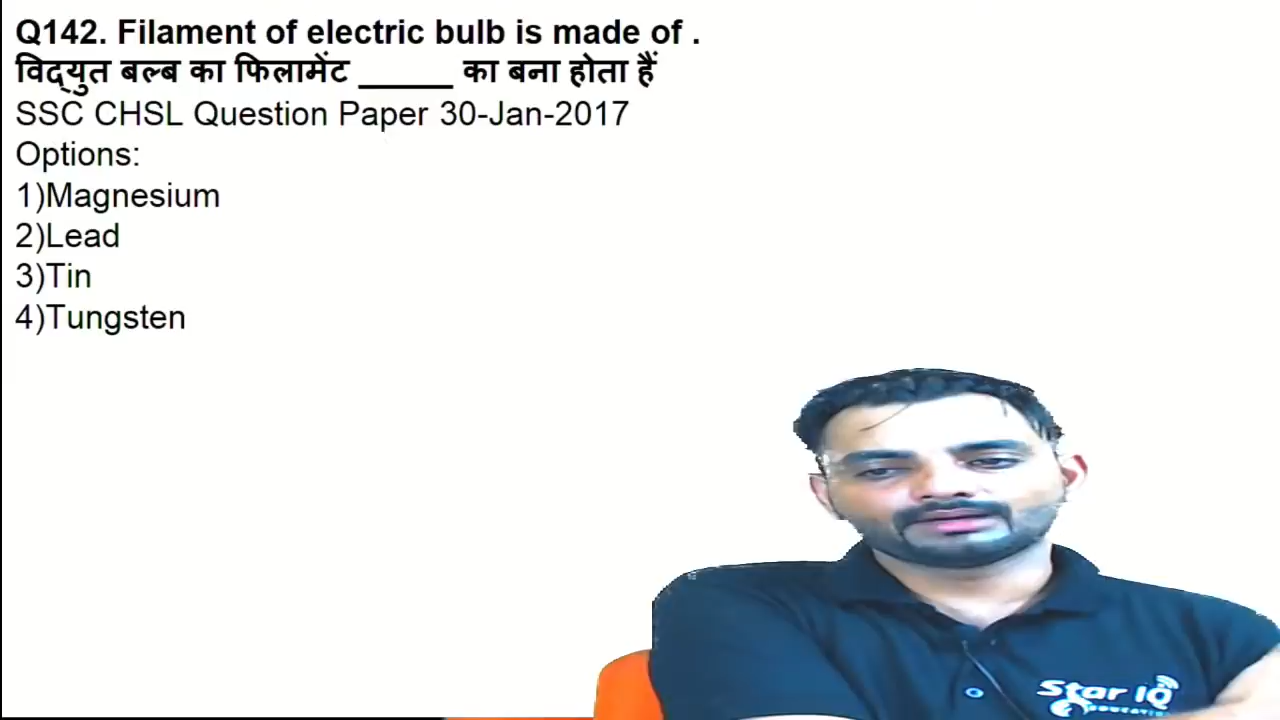 Q142. Filament of electric bulb is made of .
विद्युत बल्ब का फिलामेंट _____ का बना होता हैं
SSC CHSL Question Paper 30-Jan-2017
Options:
1)Magnesium
2)Lead
3)Tin
4)Tungsten
Star IQ